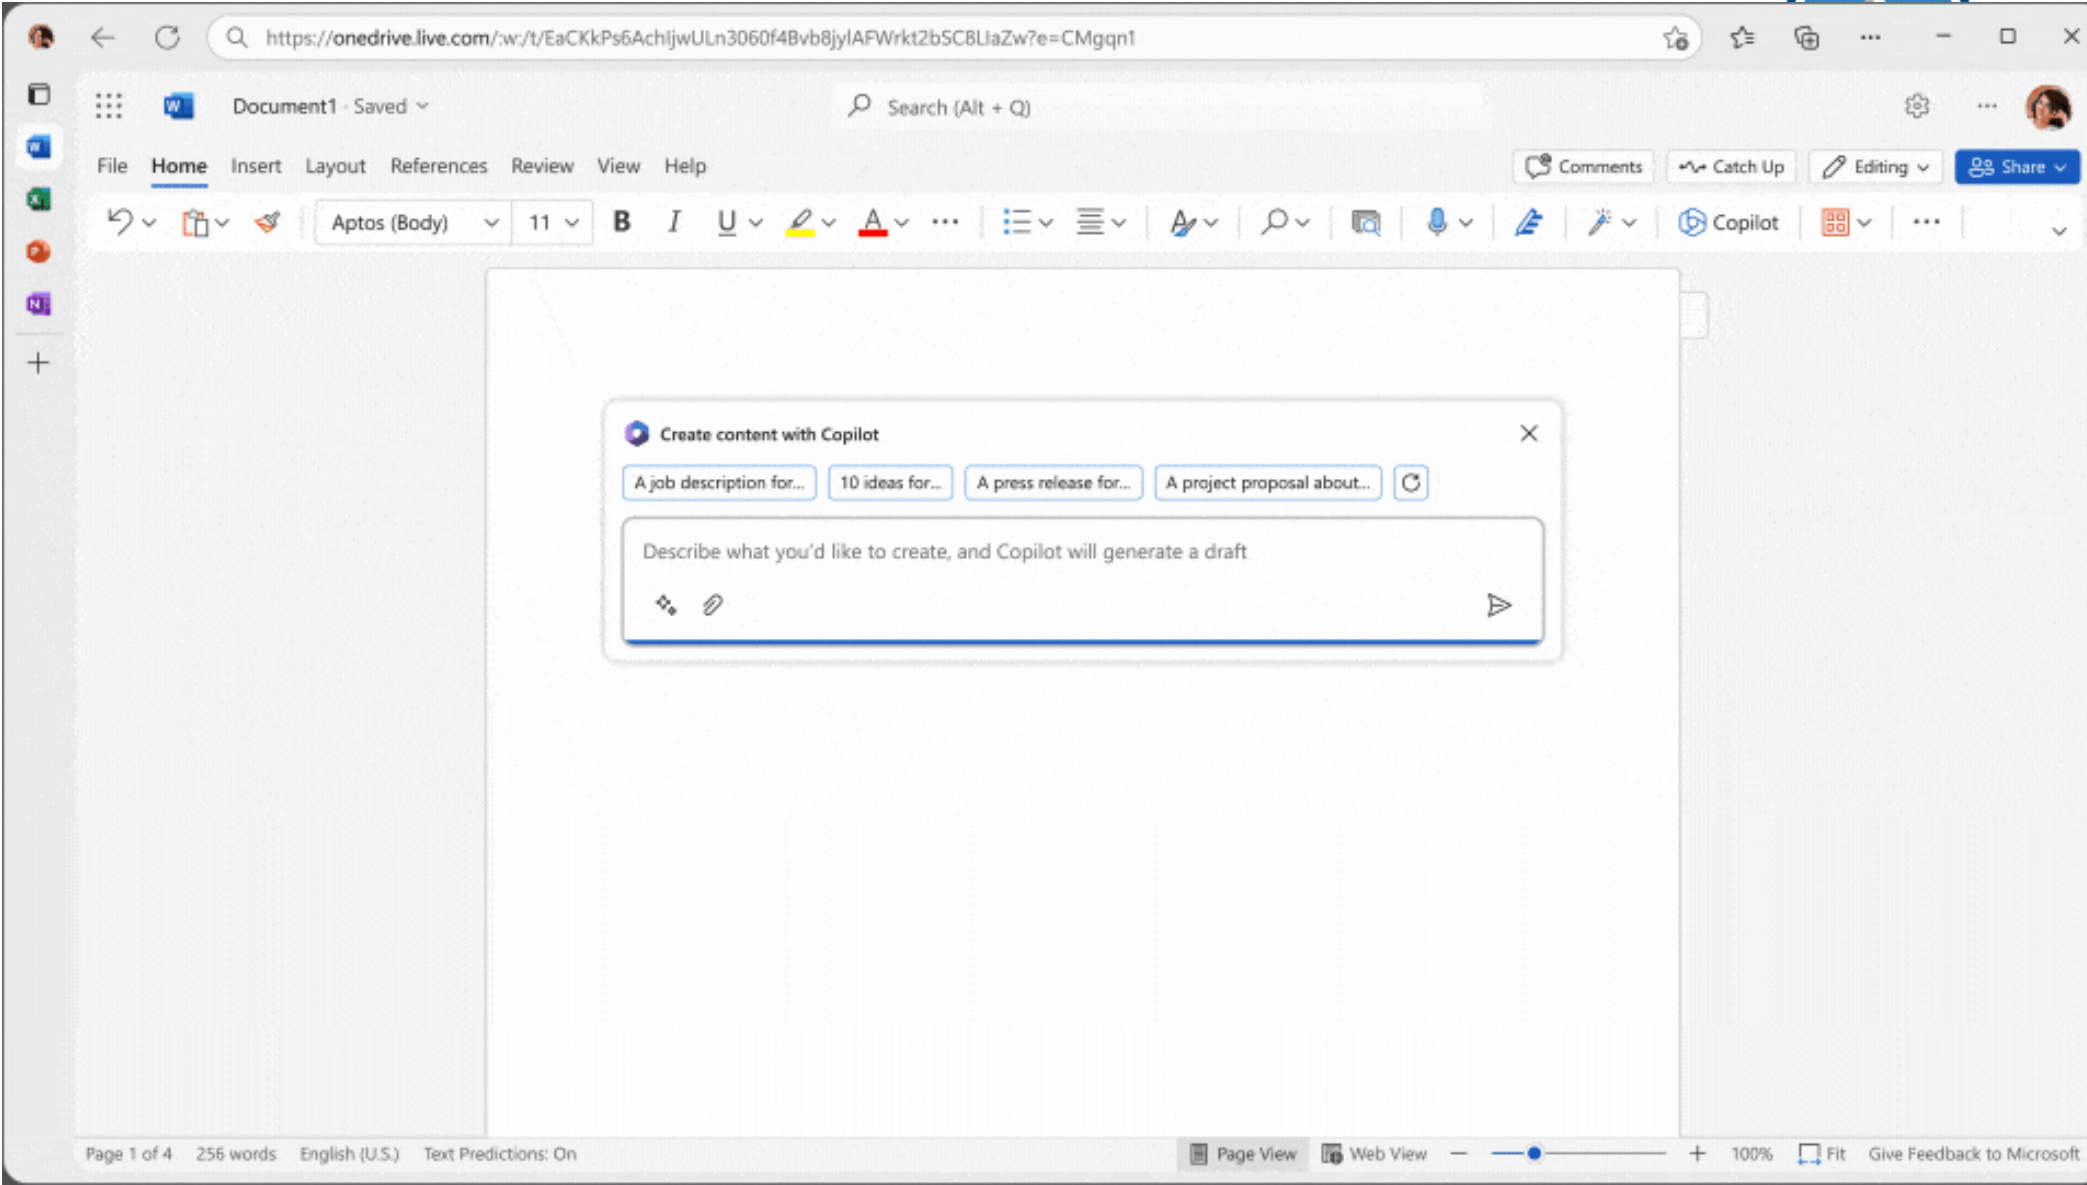 https://onedrive.live.com/:w:/t/EaCKkPs6AchIjwULn3060f4Bvb8jylAFWrkt2bSC8LIaZw?e=CMgqn1
Document1 · Saved
Search (Alt + Q)
File Home Insert Layout References Review View Help
Comments Catch Up Editing Share
Aptos (Body) 11 B I U A A Copilot
Create content with Copilot
A job description for... 10 ideas for... A press release for... A project proposal about...
Describe what you'd like to create, and Copilot will generate a draft
Page 1 of 4 256 words English (U.S.) Text Predictions: On Page View Web View 100% Fit Give Feedback to Microsoft